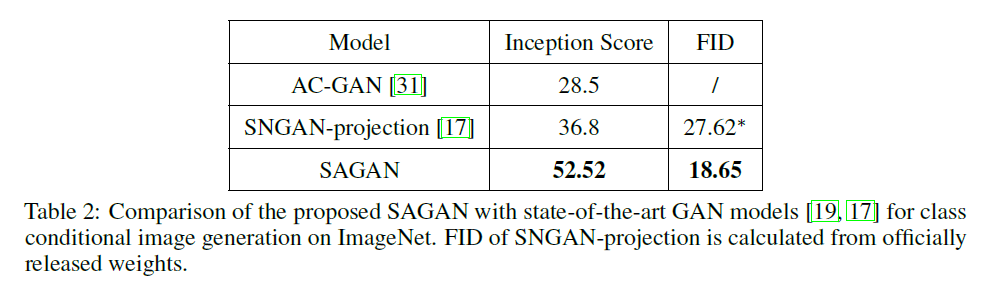 Model Inception Score FID
AC-GAN [31] 28.5 /
SNGAN-projection [17] 36.8 27.62*
SAGAN 52.52 18.65
Table 2: Comparison of the proposed SAGAN with state-of-the-art GAN models [19, 17] for class
conditional image generation on ImageNet. FID of SNGAN-projection is calculated from officially
released weights.